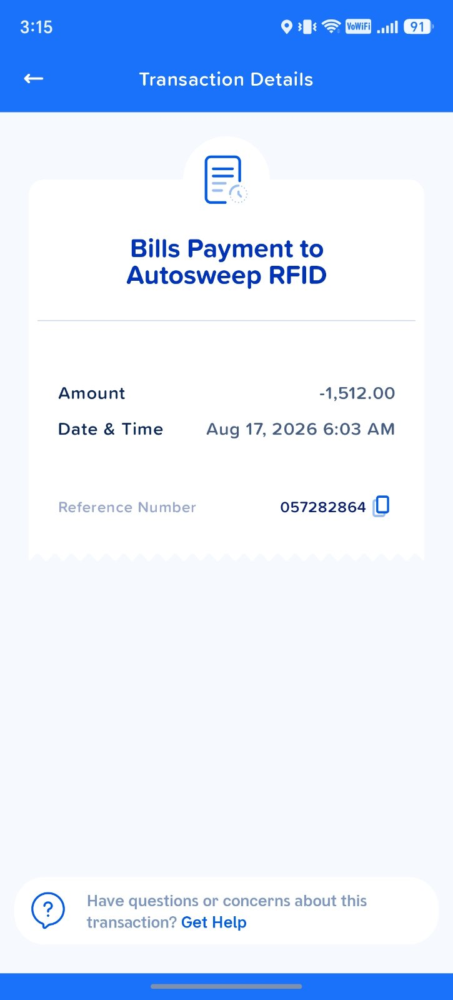 3:15
VoWiFi
91
Transaction Details
Bills Payment to
Autosweep RFID
Amount -1,512.00
Date & Time Aug 17, 2026 6:03 AM
Reference Number 057282864
Have questions or concerns about this
transaction? Get Help